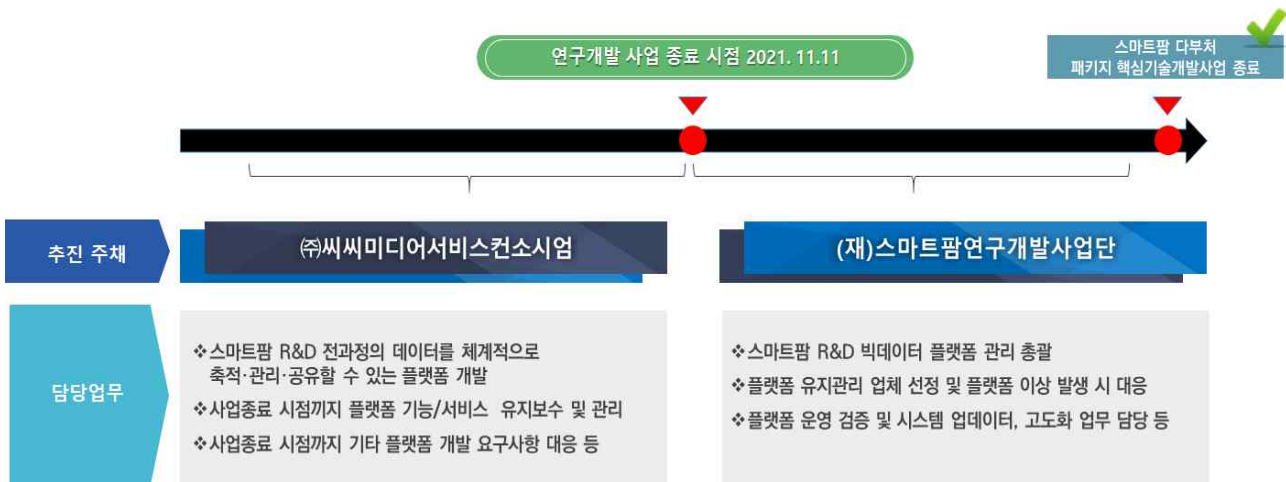 연구개발 사업 종료 시점 2021. 11.11
스마트팜 다부처
패키지 핵심기술개발사업 종료
추진 주채
㈜씨씨미디어서비스컨소시엄
(재)스마트팜연구개발사업단
담당업무
❖스마트팜 R&D 전과정의 데이터를 체계적으로
축적·관리·공유할 수 있는 플랫폼 개발
❖사업종료 시점끼지 플랫폼 기능/서비스 유지보수 및 관리
❖사업종료 시점까지 기타 플랫폼 개발 요구사항 대응 등
❖스마트팜 R&D 빅데이터 플랫폼 관리 총괄
❖플랫폼 유지관리 업체 선정 및 플랫폼 이상 발생 시 대응
❖플랫폼 운영 검증 및 시스템 업데이터, 고도화 업무 담당 등